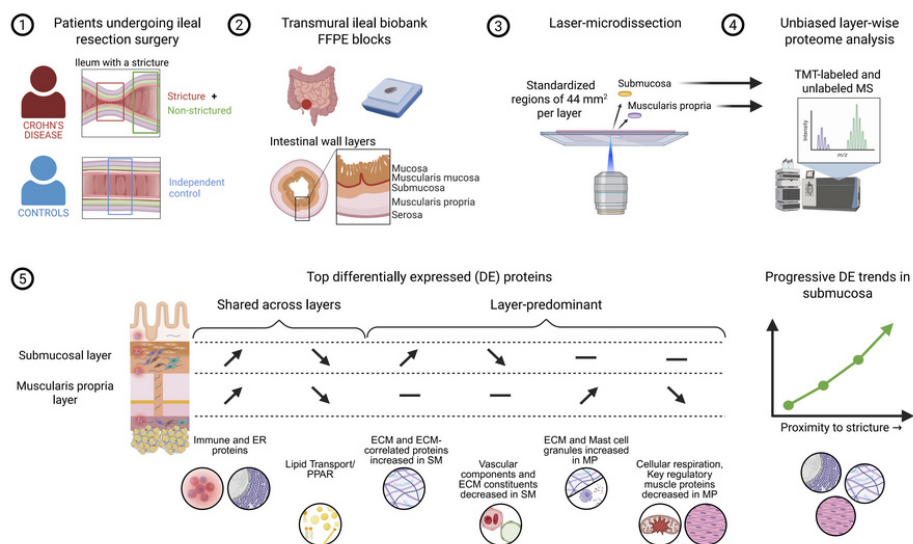 1
Patients undergoing ileal
resection surgery
Ileum with a stricture
Stricture +
Non-strictured
CROHN'S
DISEASE
Independent
control
CONTROLS
2
Transmural ileal biobank
FFPE blocks
Intestinal wall layers
Mucosa
Muscularis mucosa
Submucosa
Muscularis propria
Serosa
3
Laser-microdissection
Standardized
regions of 44 mm²
per layer
Submucosa
Muscularis propria
4
Unbiased layer-wise
proteome analysis
TMT-labeled and
unlabeled MS
Intensity
m/z
5
Top differentially expressed (DE) proteins
Shared across layers
Layer-predominant
Submucosal layer
Muscularis propria
layer
Immune and ER
proteins
Lipid Transport/
PPAR
ECM and ECM-
correlated proteins
increased in SM
Vascular
components and
ECM constituents
decreased in SM
ECM and Mast cell
granules increased
in MP
Cellular respiration,
Key regulatory
muscle proteins
decreased in MP
Progressive DE trends in
submucosa
Proximity to stricture →